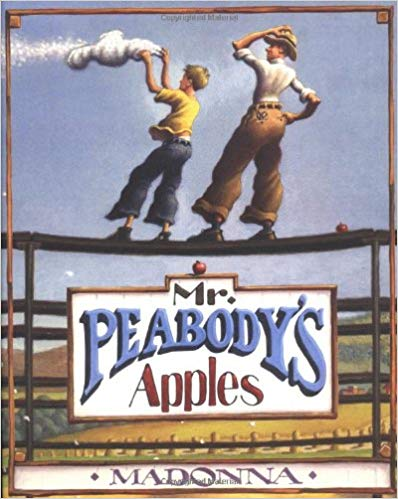 Mr.
PEABODY'S
Apples
• MADONNA •